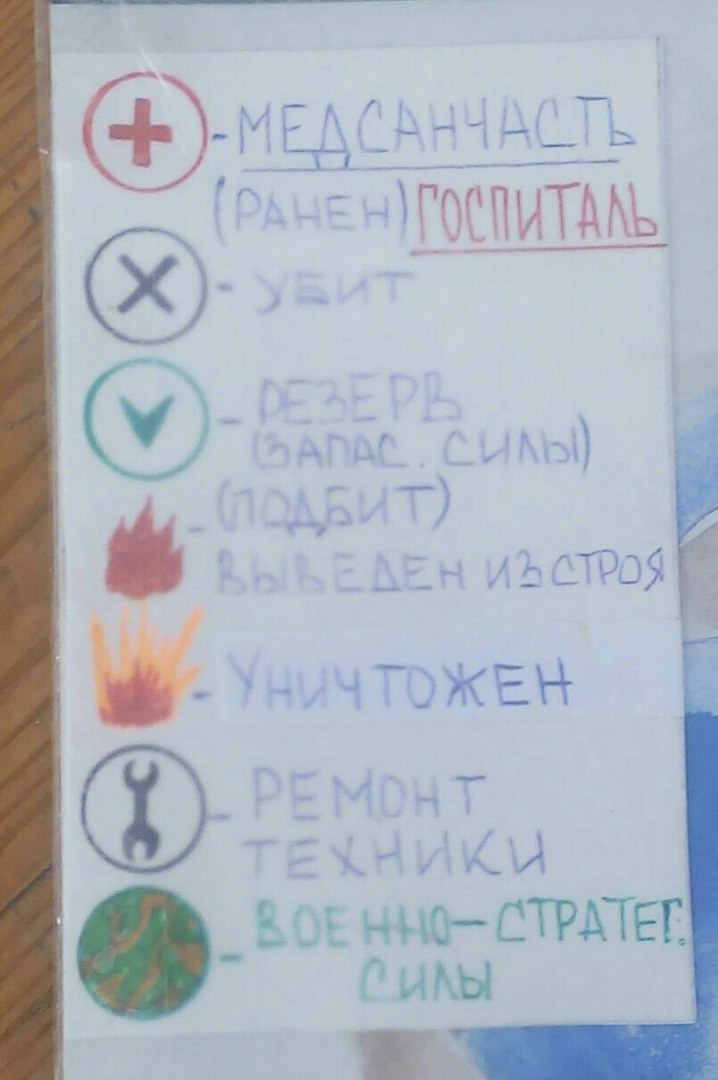 - МЕДСАНЧАСТЬ
(РАНЕН) ГОСПИТАЛЬ
- УБИТ
- РЕЗЕРВ
(ЗАПАС. СИЛЫ)
- (ПОДБИТ)
ВЫВЕДЕН ИЗ СТРОЯ
- УНИЧТОЖЕН
- РЕМОНТ
ТЕХНИКИ
- ВОЕННО-СТРАТЕГ.
СИЛЫ